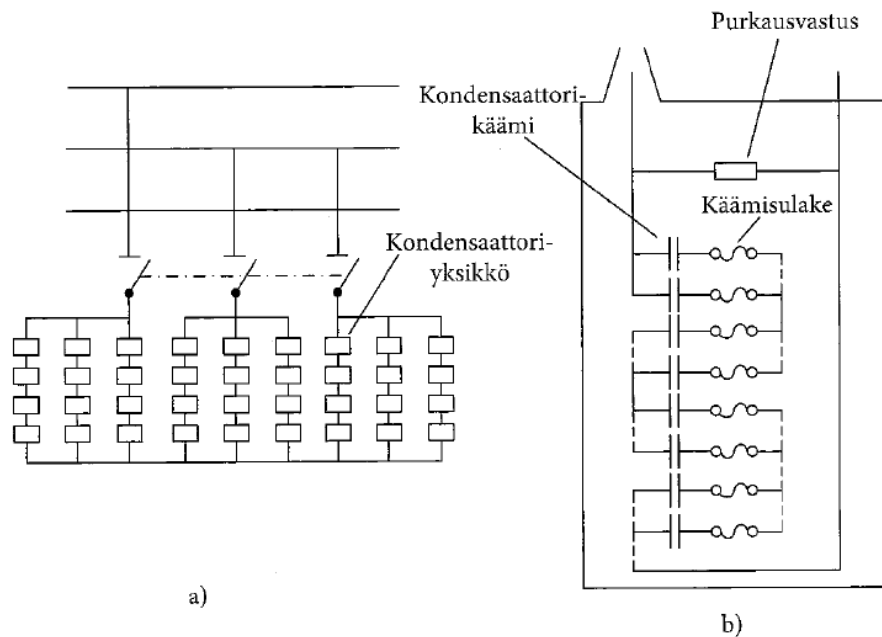 Purkausvastus
Kondensaattori-
käämi
Käämisulake
Kondensaattori-
yksikkö
a)
b)